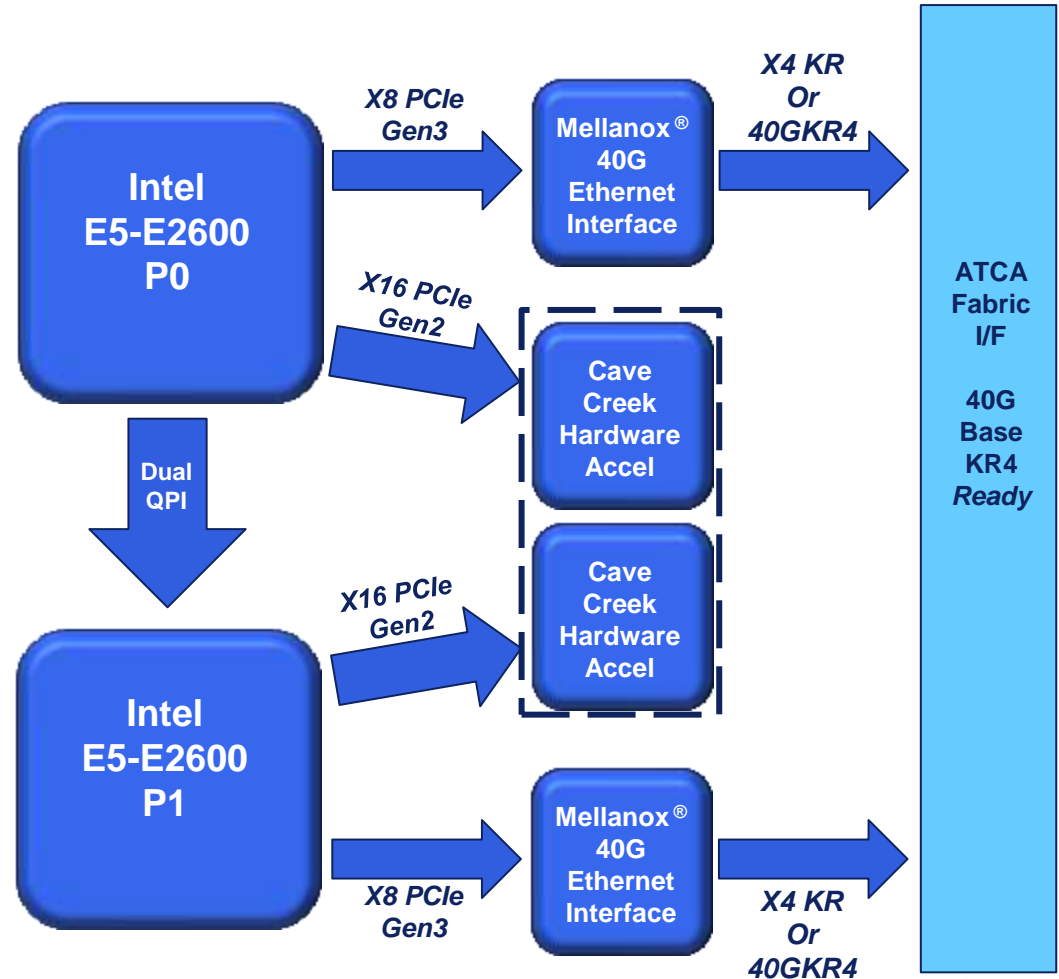 Intel
E5-E2600
P0
X8 PCIe
Gen3
Mellanox ®
40G
Ethernet
Interface
X4 KR
Or
40GKR4
X16 PCIe
Gen2
Cave
Creek
Hardware
Accel
Dual
QPI
ATCA
Fabric
I/F
40G
Base
KR4
Ready
X16 PCIe
Gen2
Cave
Creek
Hardware
Accel
Intel
E5-E2600
P1
X8 PCIe
Gen3
Mellanox ®
40G
Ethernet
Interface
X4 KR
Or
40GKR4